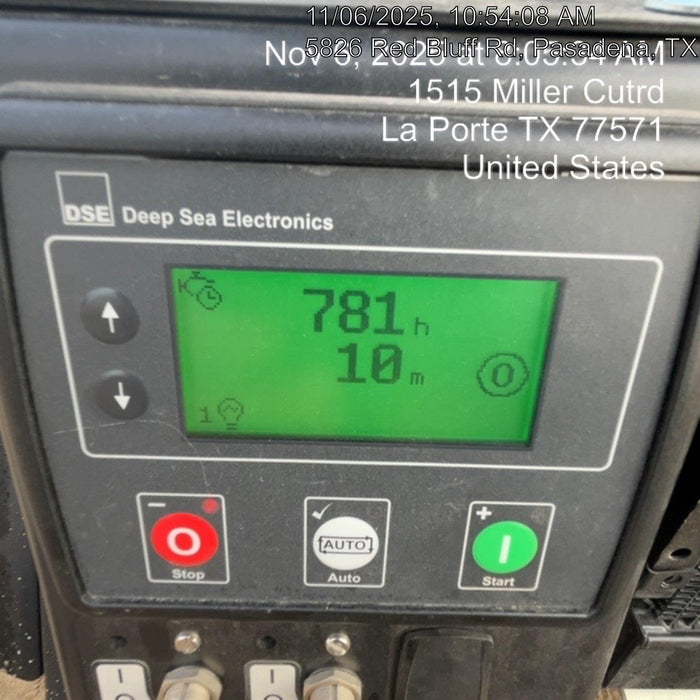 11/06/2025, 10:54:08 AM
5826 Red Bluff Rd, Pasadena, TX
1515 Miller Cutrd
La Porte TX 77571
United States
DSE Deep Sea Electronics
781 h
10 m
0
1
Stop
AUTO
Auto
Start
I
I